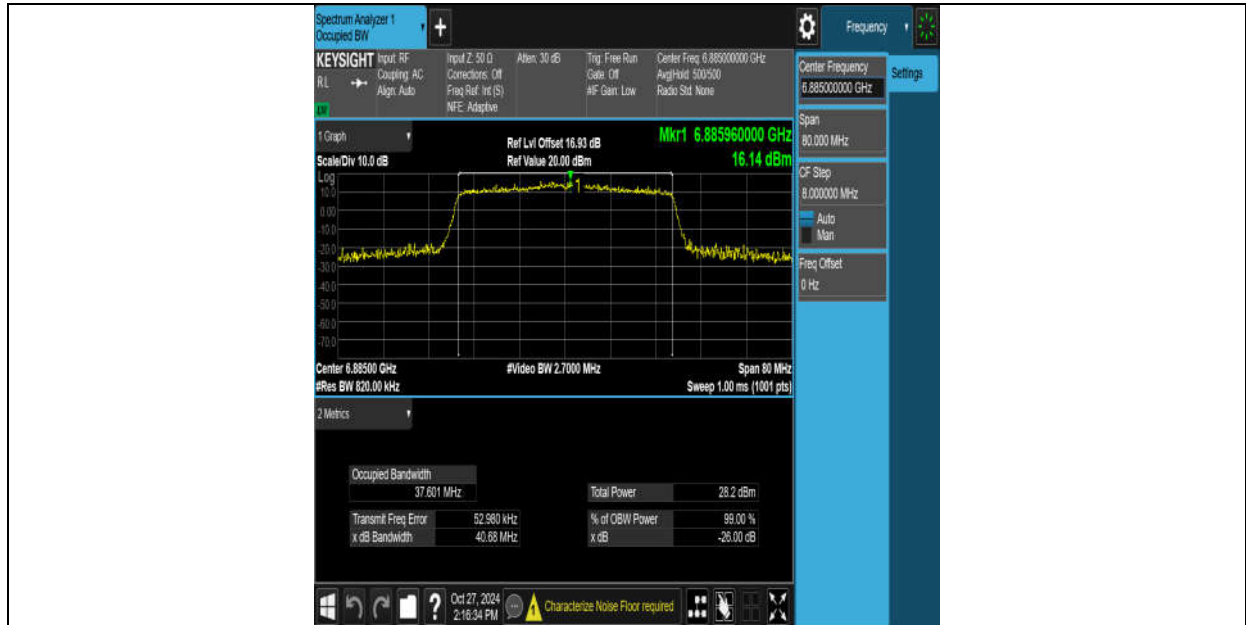 Spectrum Analyzer 1
Occupied BW
+
Frequency
KEYSIGHT
R L
Input: RF
Coupling: AC
Align: Auto
Input Z: 50 Ω
Corrections: Off
Freq Ref: Int (S)
NFE: Adaptive
Atten: 30 dB
Trig: Free Run
Gate: Off
#IF Gain: Low
Center Freq: 6.885000000 GHz
Avg|Hold: 500/500
Radio Std: None
Center Frequency
6.885000000 GHz
Settings
Span
80.000 MHz
CF Step
8.000000 MHz
Auto
Man
Freq Offset
0 Hz
1 Graph
Scale/Div 10.0 dB
Ref Lvl Offset 16.93 dB
Ref Value 20.00 dBm
Mkr1 6.885960000 GHz
16.14 dBm
Log
10.0
0.00
-10.0
-20.0
-30.0
-40.0
-50.0
-60.0
-70.0
1
Center 6.88500 GHz
#Video BW 2.7000 MHz
Span 80 MHz
#Res BW 820.00 kHz
Sweep 1.00 ms (1001 pts)
2 Metrics
Occupied Bandwidth
37.601 MHz
Total Power 28.2 dBm
Transmit Freq Error 52.980 kHz
% of OBW Power 99.00 %
x dB Bandwidth 40.68 MHz
x dB -26.00 dB
?
Oct 27, 2024
2:16:34 PM
Characterize Noise Floor required